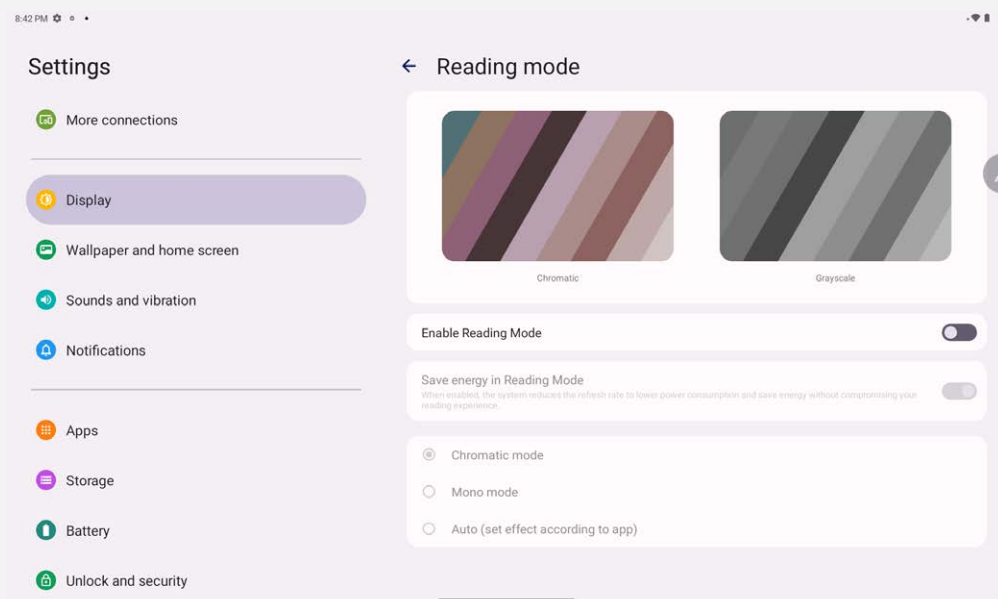 8:42 PM
Settings
More connections
Display
Wallpaper and home screen
Sounds and vibration
Notifications
Apps
Storage
Battery
Unlock and security
Reading mode
Chromatic
Grayscale
Enable Reading Mode
Save energy in Reading Mode
When enabled, the system reduces the refresh rate to lower power consumption and save energy without compromising your
reading experience.
Chromatic mode
Mono mode
Auto (set effect according to app)